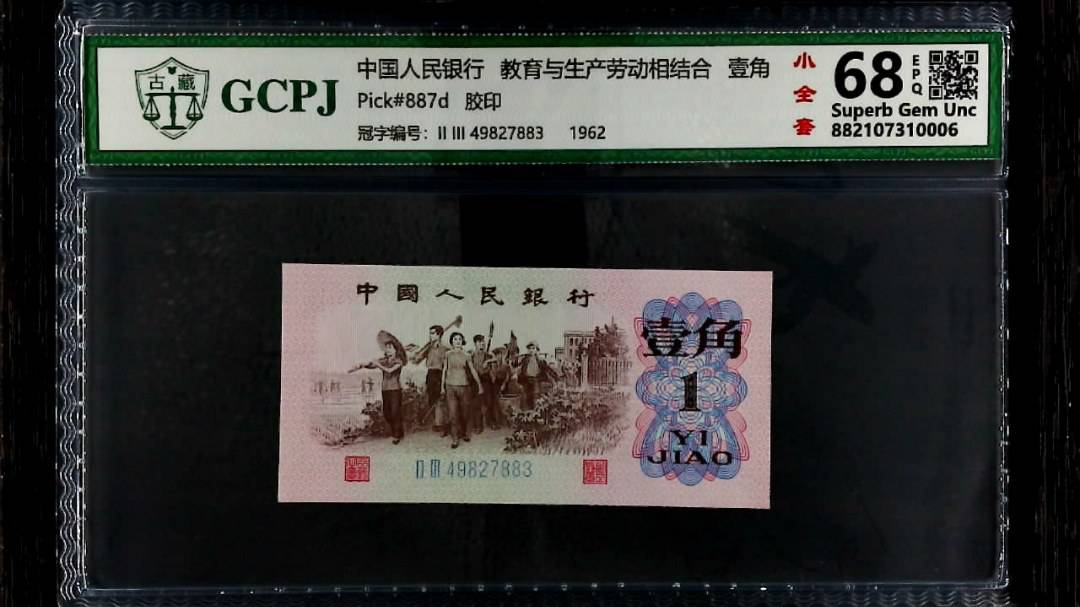 古 藏
GCPJ
中国人民银行 教育与生产劳动相结合 壹角
Pick#887d 胶印
冠字编号: II III 49827883 1962
小全套
68
EPQ
Superb Gem Unc
882107310006
中國人民銀行
壹角
1
YI
JIAO
II III 49827883